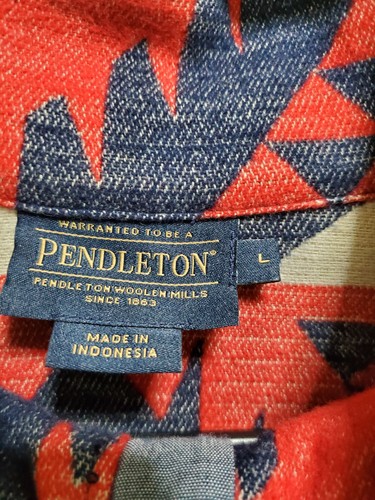 WARRANTED TO BE A
PENDLETON®
PENDLETON WOOLEN MILLS
SINCE 1863
L
MADE IN
INDONESIA